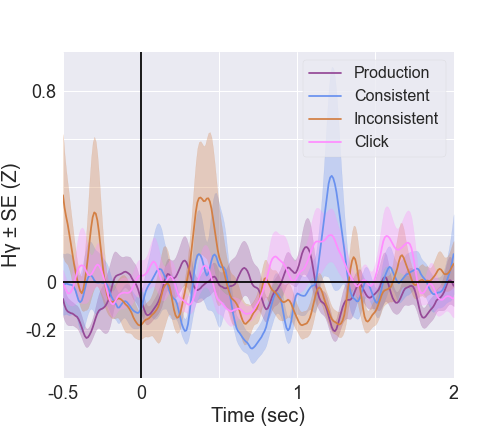 Production
Consistent
Inconsistent
Click
Hγ ± SE (Z)
0.8
0
-0.2
-0.5 0 1 2
Time (sec)